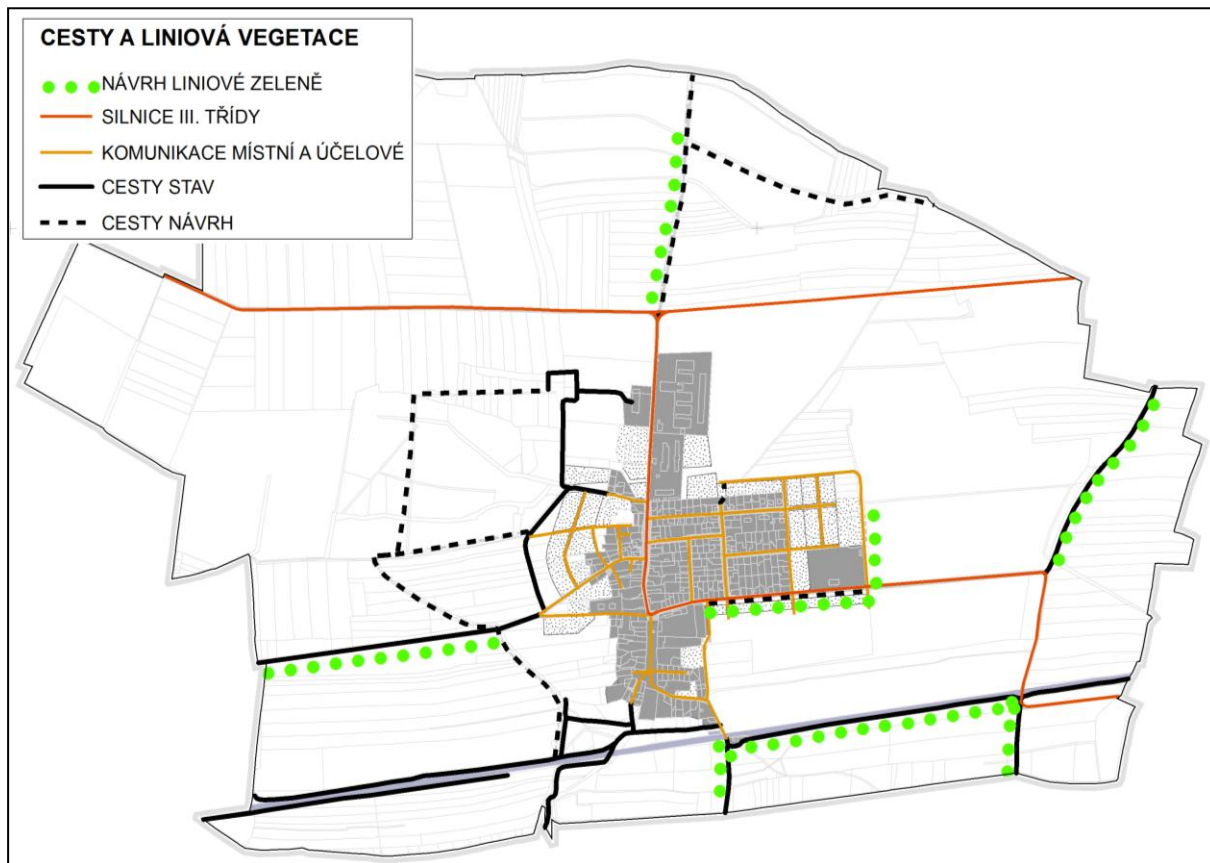 CESTY A LINIOVÁ VEGETACE
NÁVRH LINIOVÉ ZELENĚ
SILNICE III. TŘÍDY
KOMUNIKACE MÍSTNÍ A ÚČELOVÉ
CESTY STAV
CESTY NÁVRH